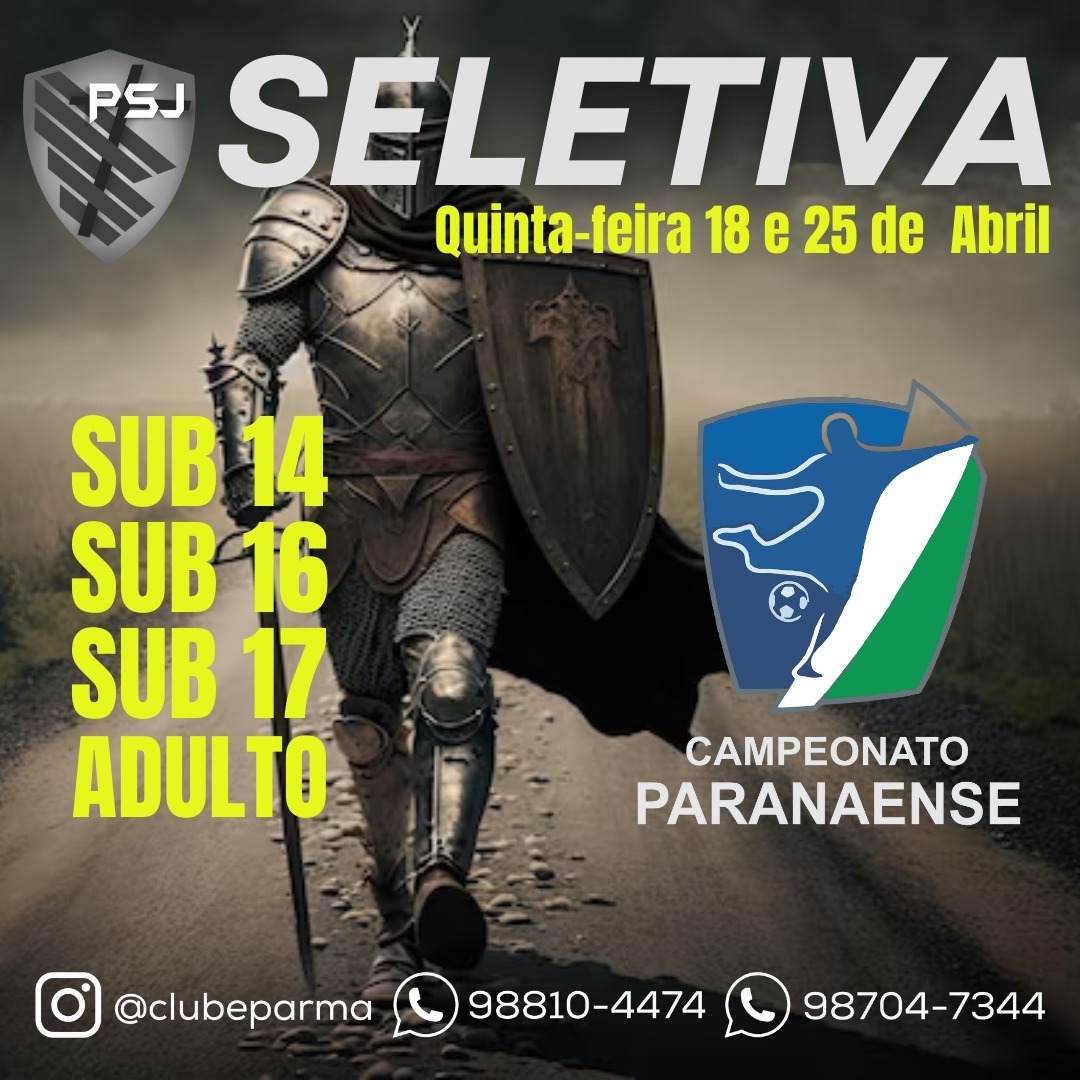 PSJ
SELETIVA
Quinta-feira 18 e 25 de Abril
SUB 14
SUB 16
SUB 17
ADULTO
CAMPEONATO
PARANAENSE
@clubeparma 98810-4474 98704-7344